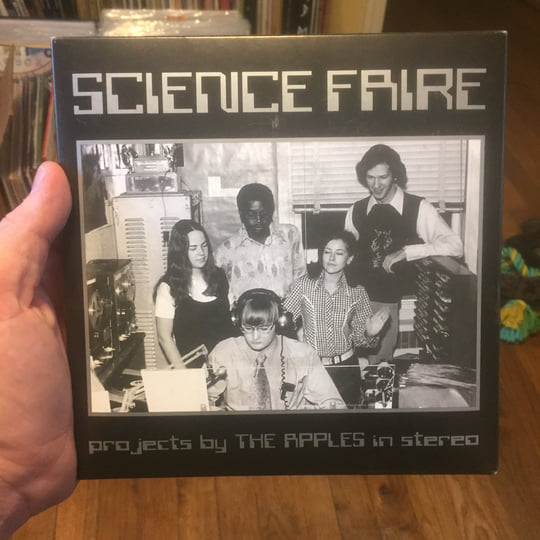 SCIENCE FAIRE
projects by THE APPLES in stereo